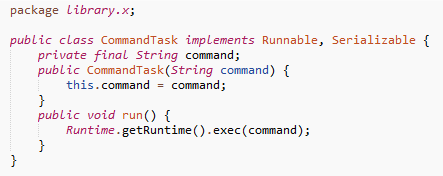 package library.x;
public class CommandTask implements Runnable, Serializable {
private final String command;
public CommandTask(String command) {
this.command = command;
}
public void run() {
Runtime.getRuntime().exec(command);
}
}